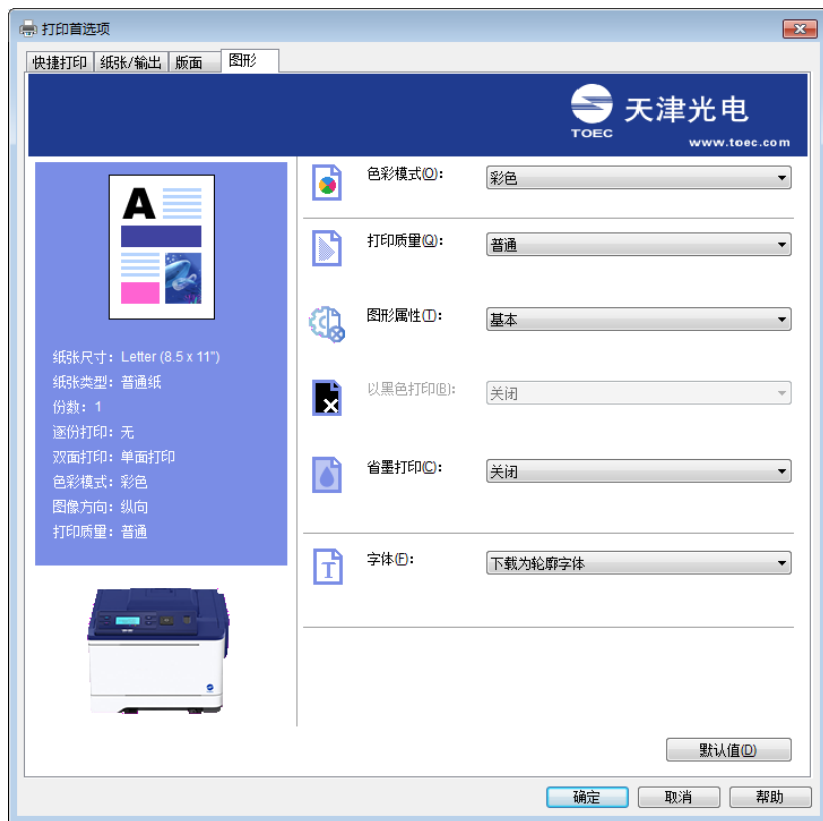 打印首选项
快捷打印 纸张/输出 版面 图形
天津光电
TOEC
www.toec.com
A
纸张尺寸: Letter (8.5 x 11")
纸张类型: 普通纸
份数: 1
逐份打印: 无
双面打印: 单面打印
色彩模式: 彩色
图像方向: 纵向
打印质量: 普通
色彩模式(O): 彩色
打印质量(Q): 普通
图形属性(T): 基本
以黑色打印(B): 关闭
省墨打印(C): 关闭
T
字体(F): 下载为轮廓字体
默认值(D)
确定 取消 帮助